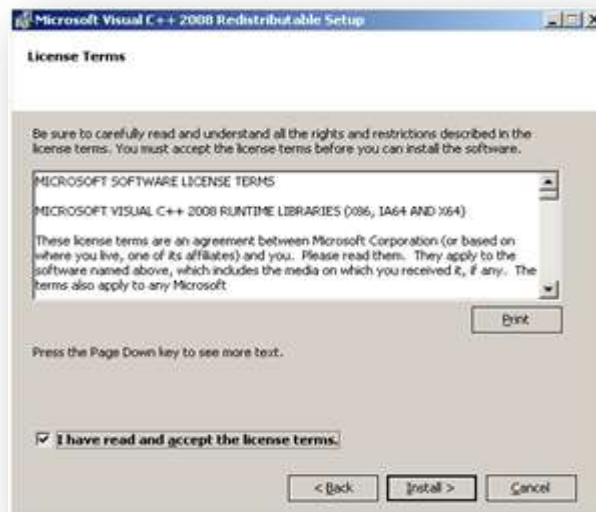 Microsoft Visual C++ 2008 Redistributable Setup
License Terms
Be sure to carefully read and understand all the rights and restrictions described in the
license terms. You must accept the license terms before you can install the software.
MICROSOFT SOFTWARE LICENSE TERMS
MICROSOFT VISUAL C++ 2008 RUNTIME LIBRARIES (X86, IA64 AND X64)
These license terms are an agreement between Microsoft Corporation (or based on
where you live, one of its affiliates) and you. Please read them. They apply to the
software named above, which includes the media on which you received it, if any. The
terms also apply to any Microsoft
Print
Press the Page Down key to see more text.
I have read and accept the license terms.
< Back
Install >
Cancel